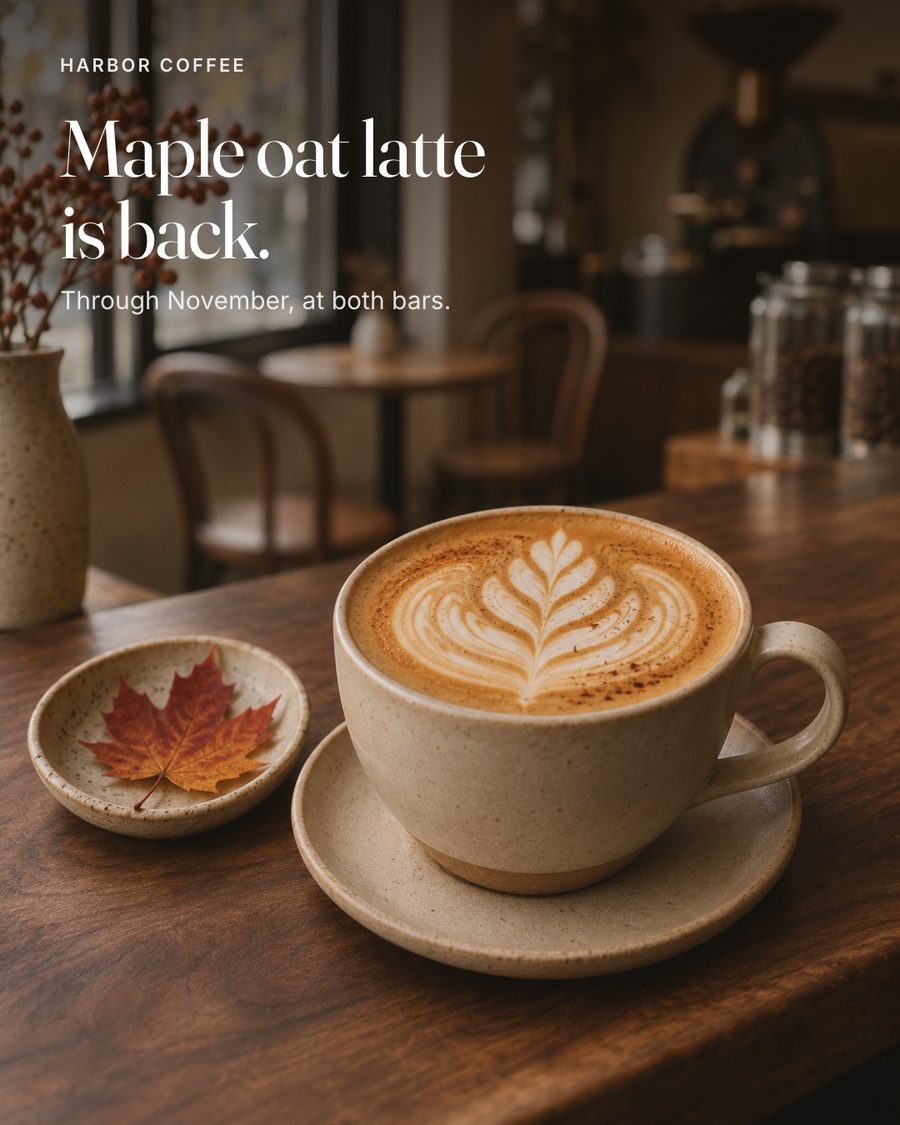 HARBOR COFFEE
Maple oat latte
is back.
Through November, at both bars.